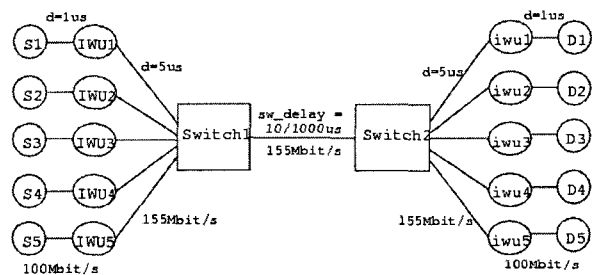 d=1us
d=1us
S1 IWU1
iwu1 D1
d=5us
d=5us
S2 IWU2
iwu2 D2
sw_delay =
10/1000us
S3 IWU3 Switch1
Switch2 iwu3 D3
155Mbit/s
S4 IWU4
iwu4 D4
155Mbit/s
155Mbit/s
S5 IWU5
iwu5 D5
100Mbit/s
100Mbit/s